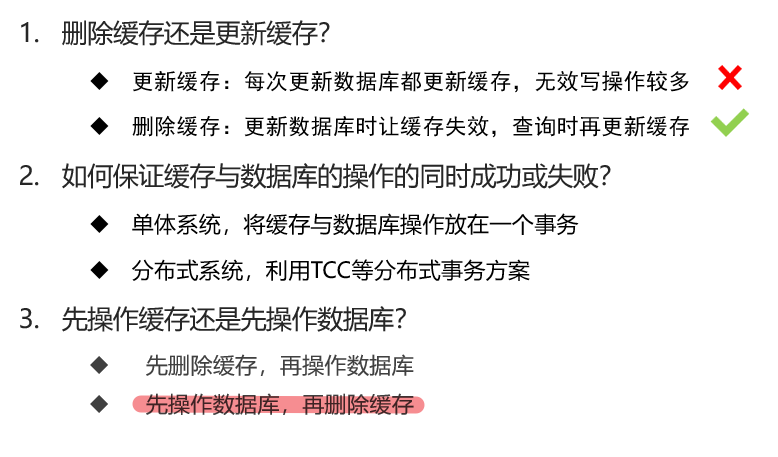 1. 删除缓存还是更新缓存？
◆ 更新缓存：每次更新数据库都更新缓存，无效写操作较多
◆ 删除缓存：更新数据库时让缓存失效，查询时再更新缓存
2. 如何保证缓存与数据库的操作的同时成功或失败？
◆ 单体系统，将缓存与数据库操作放在一个事务
◆ 分布式系统，利用TCC等分布式事务方案
3. 先操作缓存还是先操作数据库？
◆ 先删除缓存，再操作数据库
◆ 先操作数据库，再删除缓存